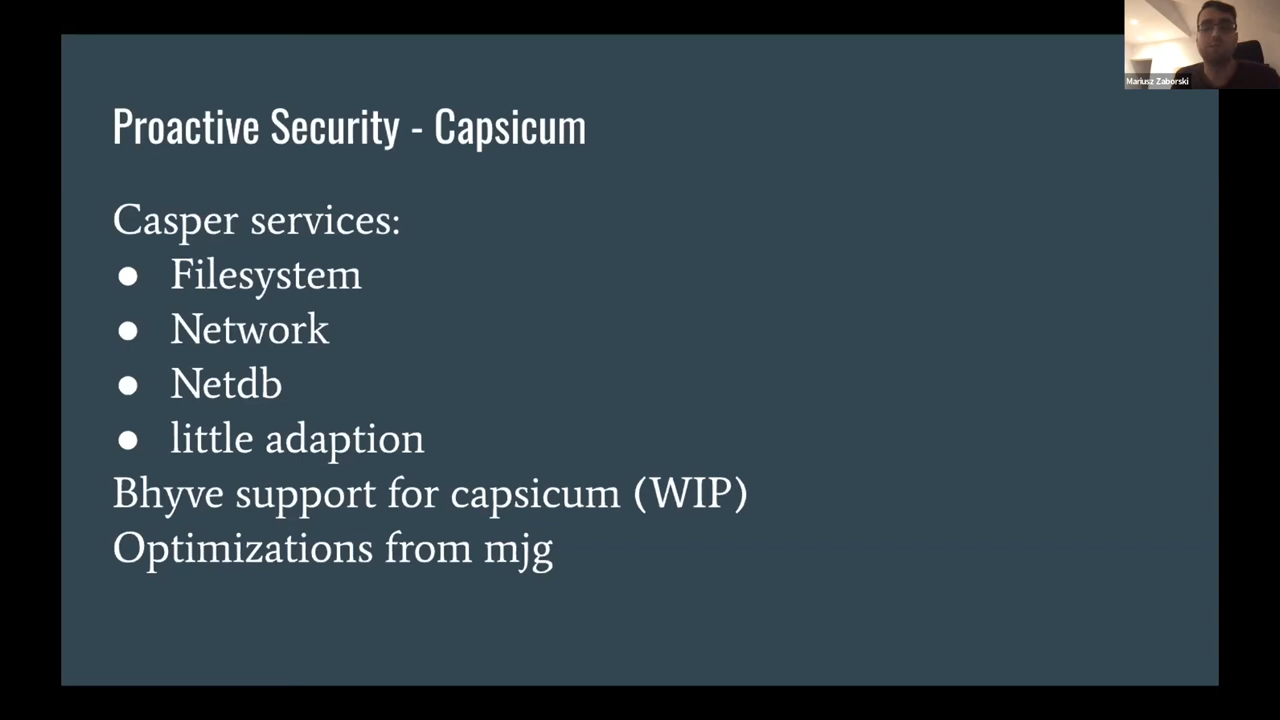 Mariusz Zaborski
Proactive Security - Capsicum
Casper services:
● Filesystem
● Network
● Netdb
● little adaption
Bhyve support for capsicum (WIP)
Optimizations from mjg